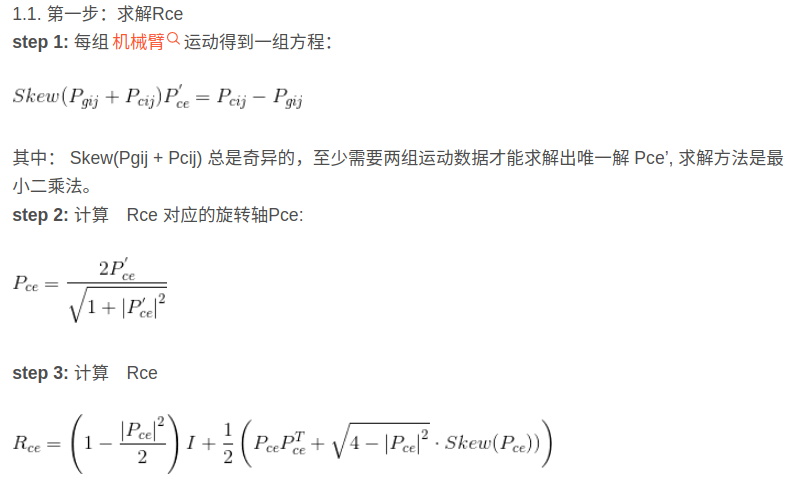 1.1. 第一步：求解Rce
step 1: 每组 机械臂 运动得到一组方程：
$Skew(P_{gij} + P_{cij})P_{ce}^{'} = P_{cij} - P_{gij}$
其中： Skew(Pgij + Pcij) 总是奇异的，至少需要两组运动数据才能求解出唯一解 Pce’, 求解方法是最
小二乘法。
step 2: 计算 Rce 对应的旋转轴Pce:
$P_{ce} = \frac{2P_{ce}^{'}}{\sqrt{1 + |P_{ce}^{'}|^2}}$
step 3: 计算 Rce
$R_{ce} = \left(1 - \frac{|P_{ce}|^2}{2}\right) I + \frac{1}{2}\left(P_{ce}P_{ce}^T + \sqrt{4 - |P_{ce}|^2} \cdot Skew(P_{ce}))\right)$